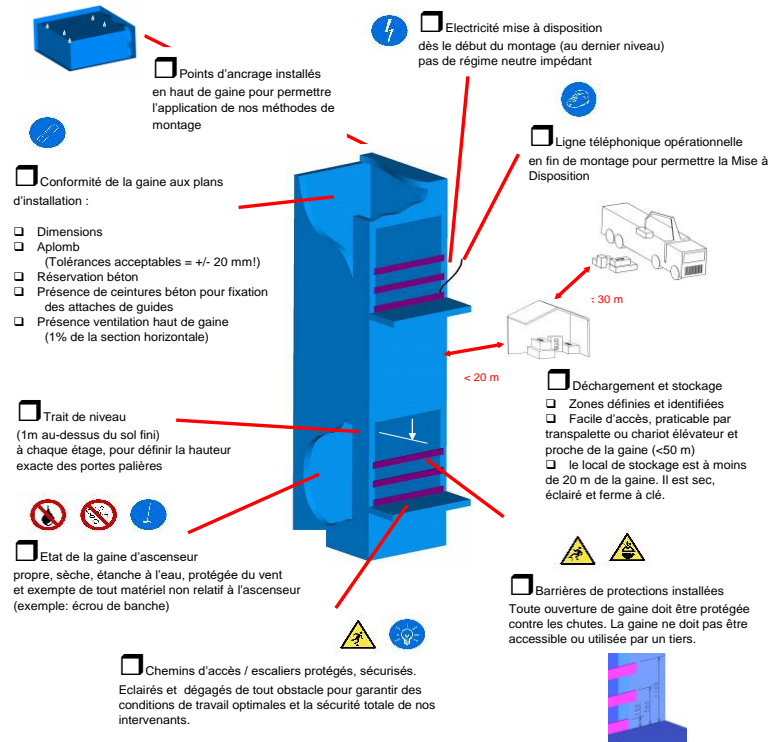 Electricité mise à disposition
dès le début du montage (au dernier niveau)
pas de régime neutre impédant
Points d'ancrage installés
en haut de gaine pour permettre
l'application de nos méthodes de
montage
Ligne téléphonique opérationnelle
en fin de montage pour permettre la Mise à
Disposition
Conformité de la gaine aux plans
d'installation :
❑ Dimensions
❑ Aplomb
(Tolérances acceptables = +/- 20 mm!)
❑ Réservation béton
❑ Présence de ceintures béton pour fixation
des attaches de guides
❑ Présence ventilation haut de gaine
(1% de la section horizontale)
: 30 m
< 20 m
Déchargement et stockage
❑ Zones définies et identifiées
❑ Facile d'accès, praticable par
transpalette ou chariot élévateur et
proche de la gaine (<50 m)
❑ le local de stockage est à moins
de 20 m de la gaine. Il est sec,
éclairé et ferme à clé.
Trait de niveau
(1m au-dessus du sol fini)
à chaque étage, pour définir la hauteur
exacte des portes palières
Etat de la gaine d'ascenseur
propre, sèche, étanche à l'eau, protégée du vent
et exempte de tout matériel non relatif à l'ascenseur
(exemple: écrou de banche)
Barrières de protections installées
Toute ouverture de gaine doit être protégée
contre les chutes. La gaine ne doit pas être
accessible ou utilisée par un tiers.
Chemins d'accès / escaliers protégés, sécurisés.
Eclairés et dégagés de tout obstacle pour garantir des
conditions de travail optimales et la sécurité totale de nos
intervenants.